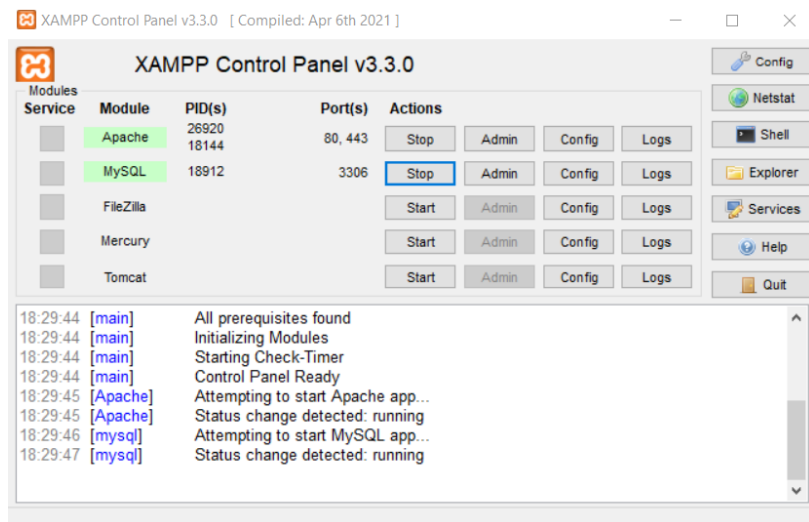 XAMPP Control Panel v3.3.0 [ Compiled: Apr 6th 2021 ]
XAMPP Control Panel v3.3.0
Config
Modules
Netstat
Service Module PID(s) Port(s) Actions
Apache 26920 18144 80, 443 Stop Admin Config Logs
Shell
MySQL 18912 3306 Stop Admin Config Logs
Explorer
FileZilla Start Admin Config Logs
Services
Mercury Start Admin Config Logs
Help
Tomcat Start Admin Config Logs
Quit
18:29:44 [main] All prerequisites found
18:29:44 [main] Initializing Modules
18:29:44 [main] Starting Check-Timer
18:29:44 [main] Control Panel Ready
18:29:45 [Apache] Attempting to start Apache app...
18:29:45 [Apache] Status change detected: running
18:29:46 [mysql] Attempting to start MySQL app...
18:29:47 [mysql] Status change detected: running